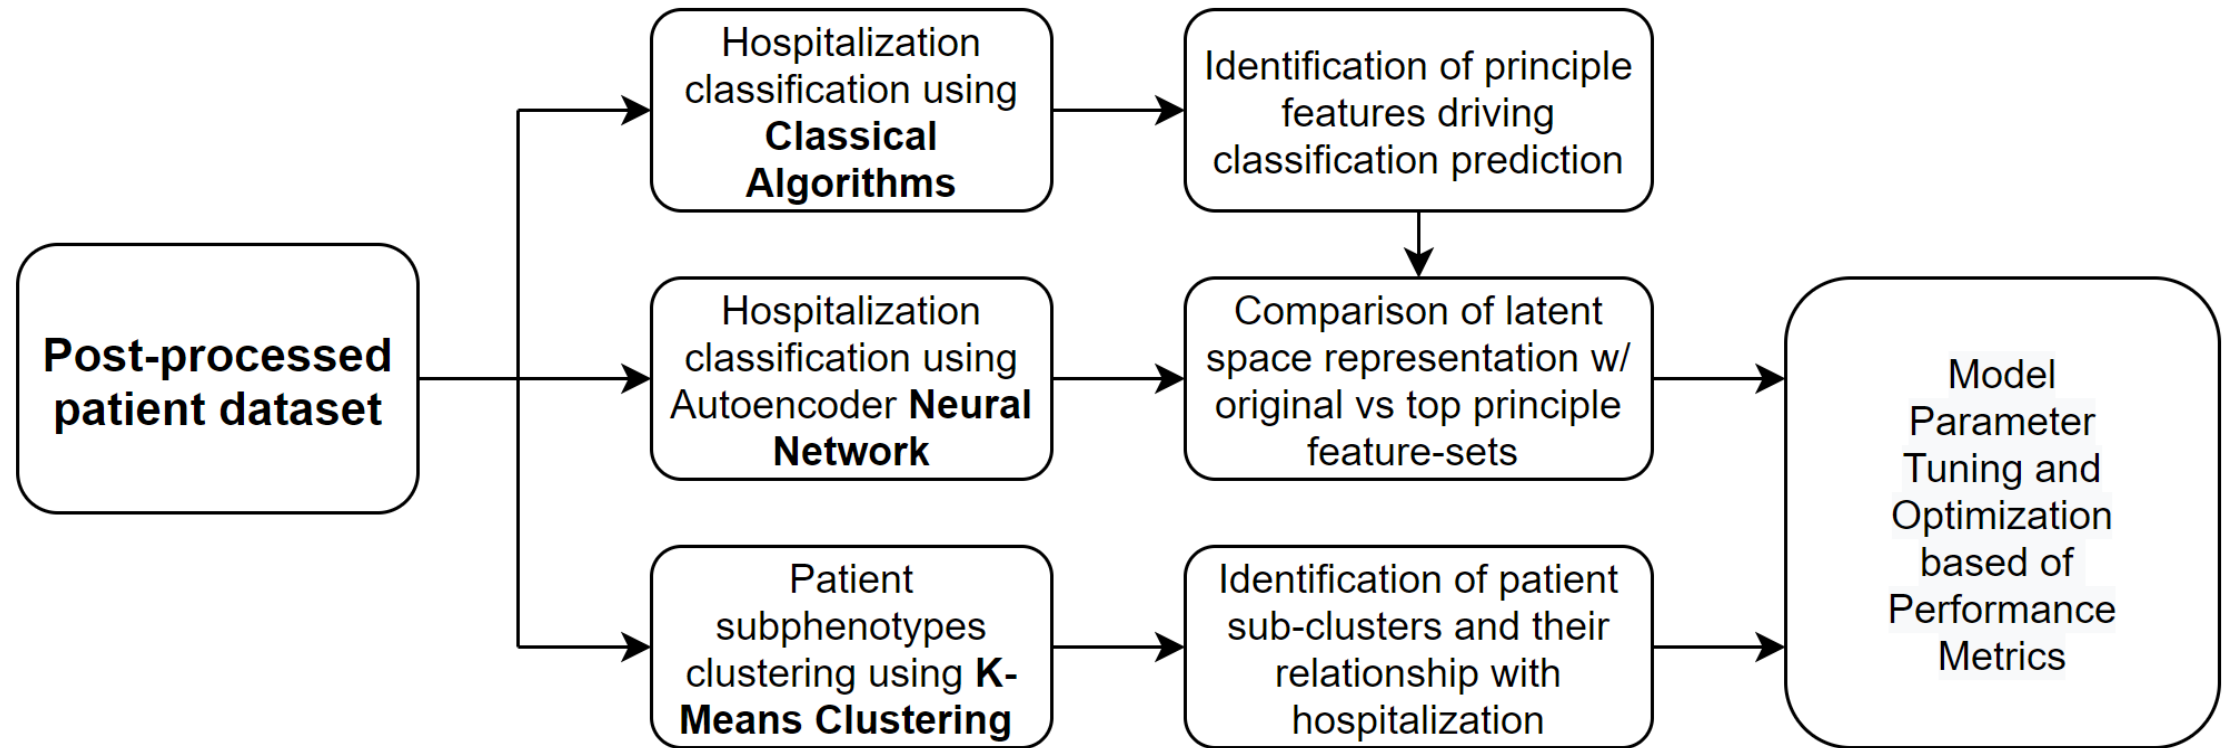 Post-processed
patient dataset
Hospitalization
classification using
Classical
Algorithms
Identification of principle
features driving
classification prediction
Hospitalization
classification using
Autoencoder Neural
Network
Comparison of latent
space representation w/
original vs top principle
feature-sets
Patient
subphenotypes
clustering using K-
Means Clustering
Identification of patient
sub-clusters and their
relationship with
hospitalization
Model
Parameter
Tuning and
Optimization
based of
Performance
Metrics